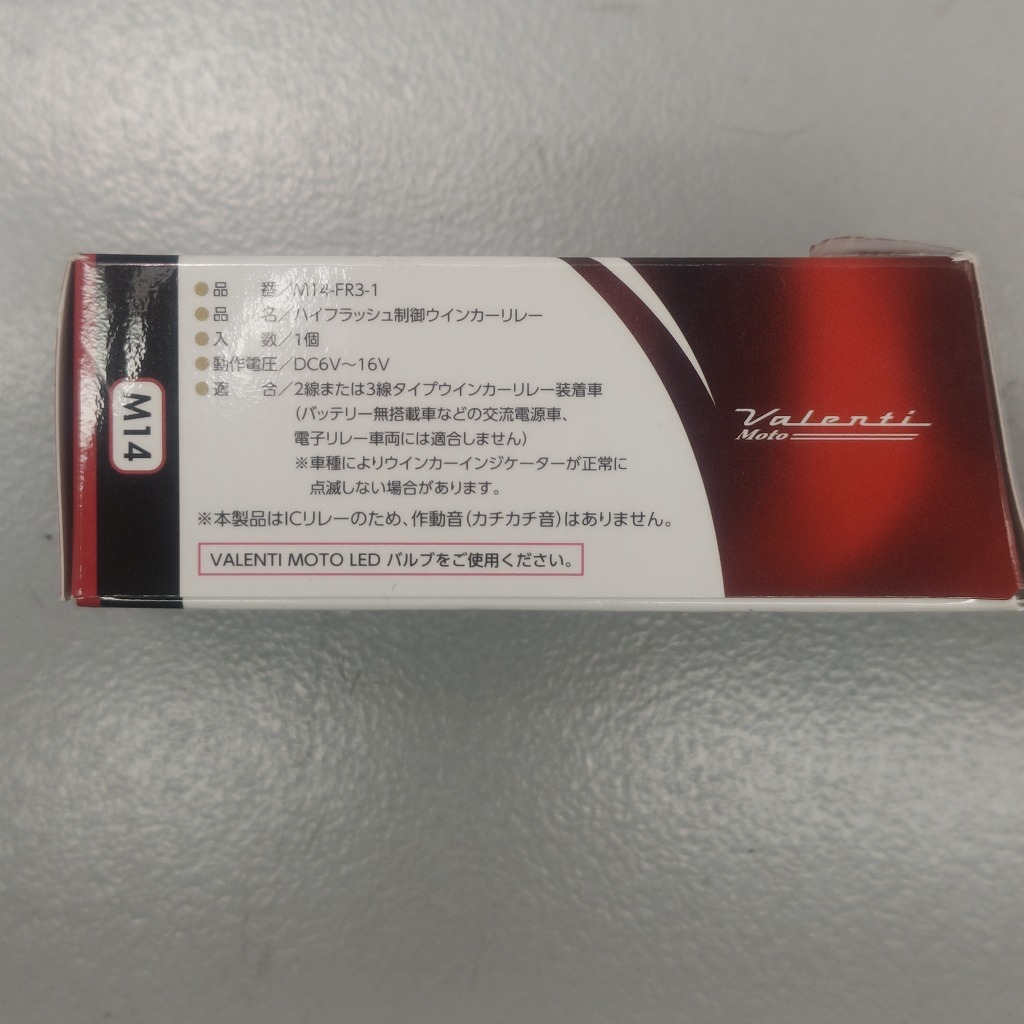 M14
●品　番／M14-FR3-1
●品　名／ハイフラッシュ制御ウインカーリレー
●入　数／1個
●動作電圧／DC6V～16V
●適　合／2線または3線タイプウインカーリレー装着車
（バッテリー無搭載車などの交流電源車、
電子リレー車両には適合しません）
※車種によりウインカーインジケーターが正常に
点滅しない場合があります。
※本製品はICリレーのため、作動音（カチカチ音）はありません。
VALENTI MOTO LED バルブをご使用ください。
Valenti
Moto